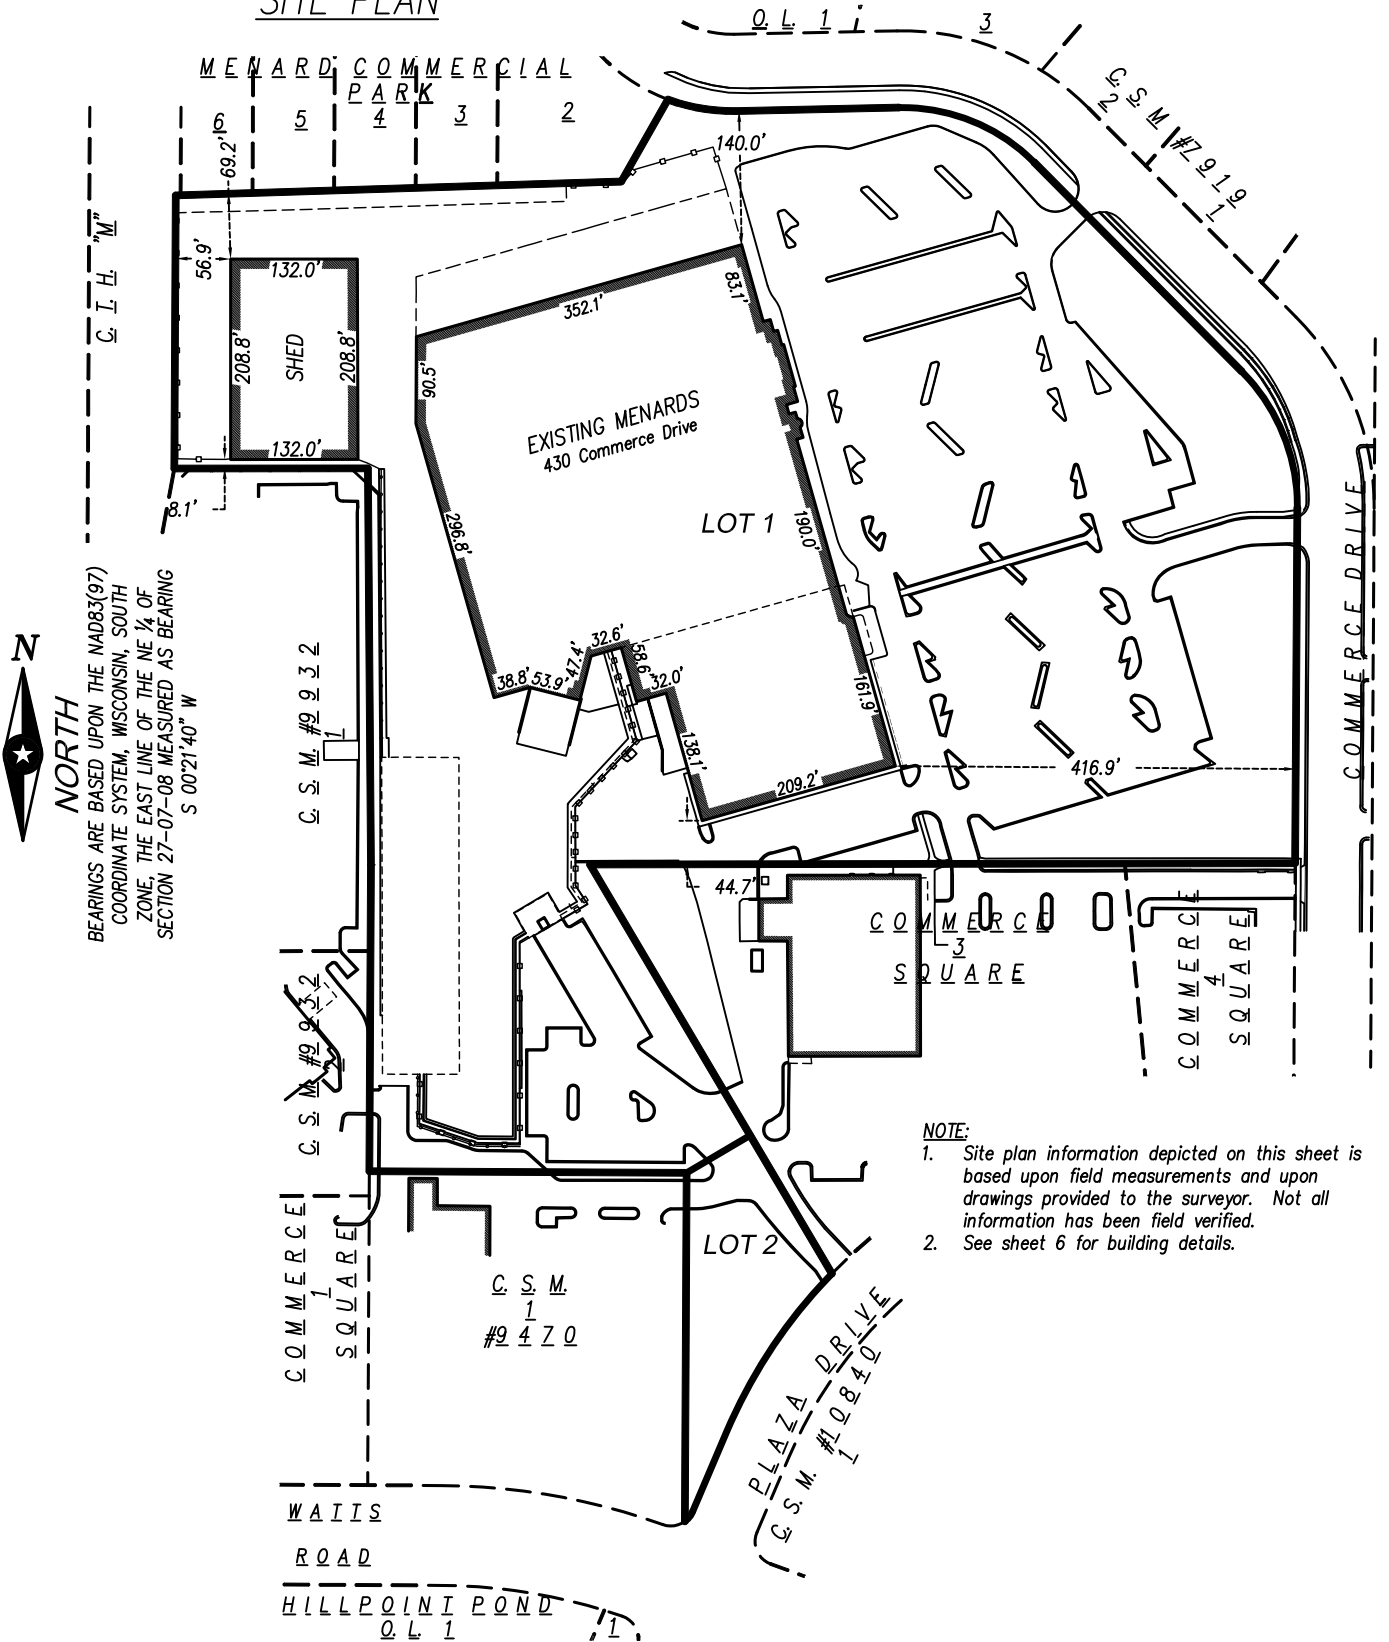 SITE PLAN
O. L. 1
3
MENARD COMMERCIAL
PARK
6
5
4
3
2
C. S. M. #7919
2
1
C. T. H. "M"
69.2'
140.0'
56.9'
132.0'
208.8'
SHED
208.8'
132.0'
8.1'
352.1'
83.1'
90.5'
EXISTING MENARDS
430 Commerce Drive
LOT 1
296.8'
190.0'
32.6'
47.4'
58.6'
38.8'
53.9'
32.0'
161.9'
138.1'
209.2'
416.9'
44.7'
COMMERCE DRIVE
N
NORTH
BEARINGS ARE BASED UPON THE NAD83(97)
COORDINATE SYSTEM, WISCONSIN, SOUTH
ZONE, THE EAST LINE OF THE NE ¼ OF
SECTION 27-07-08 MEASURED AS BEARING
S 00°21'40" W
C. S. M. #9932
1
C. S. M. #9932
COMMERCE
3
SQUARE
COMMERCE
4
SQUARE
NOTE:
1. Site plan information depicted on this sheet is
based upon field measurements and upon
drawings provided to the surveyor. Not all
information has been field verified.
2. See sheet 6 for building details.
COMMERCE
1
SQUARE
C. S. M.
1
#9470
LOT 2
PLAZA DRIVE
C. S. M. #10840
1
WATTS
ROAD
HILLPOINT POND
O. L. 1
1